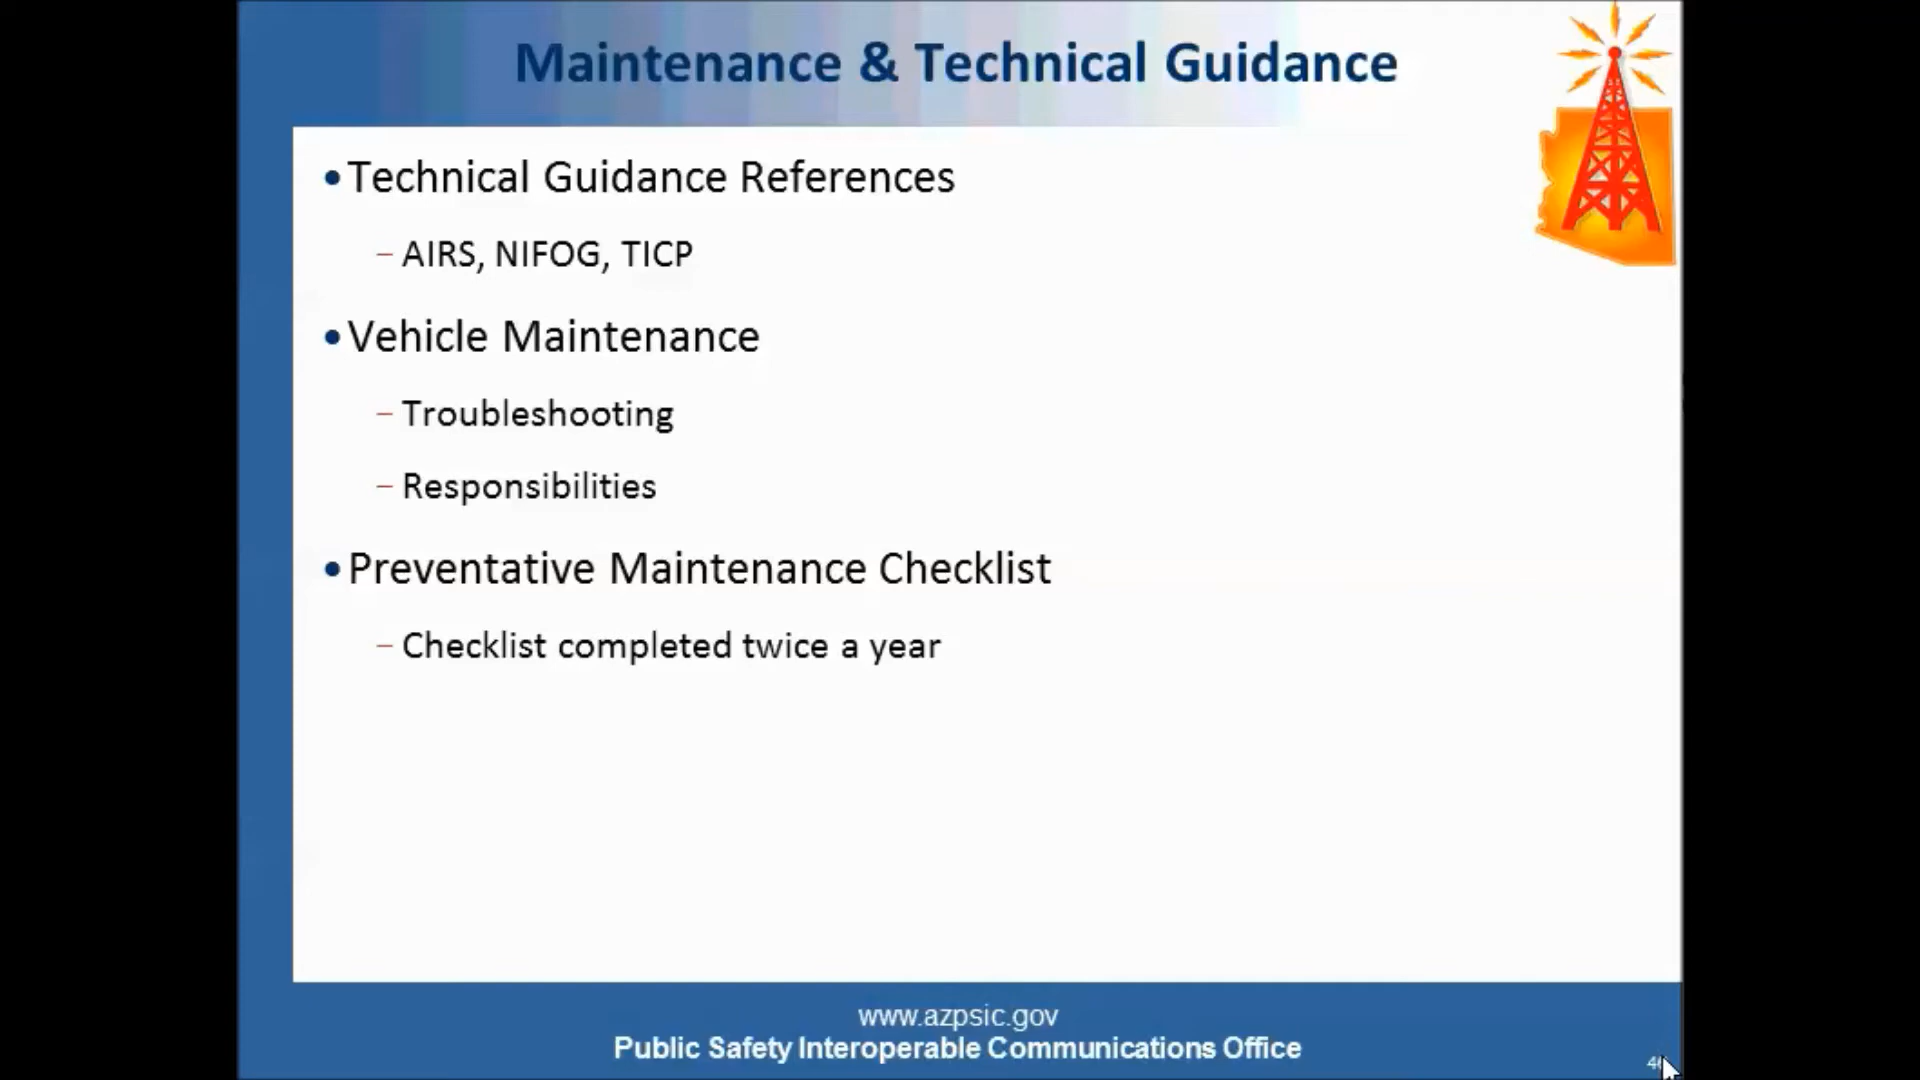 Maintenance & Technical Guidance
•Technical Guidance References
– AIRS, NIFOG, TICP
•Vehicle Maintenance
– Troubleshooting
– Responsibilities
•Preventative Maintenance Checklist
– Checklist completed twice a year
www.azpsic.gov
Public Safety Interoperable Communications Office